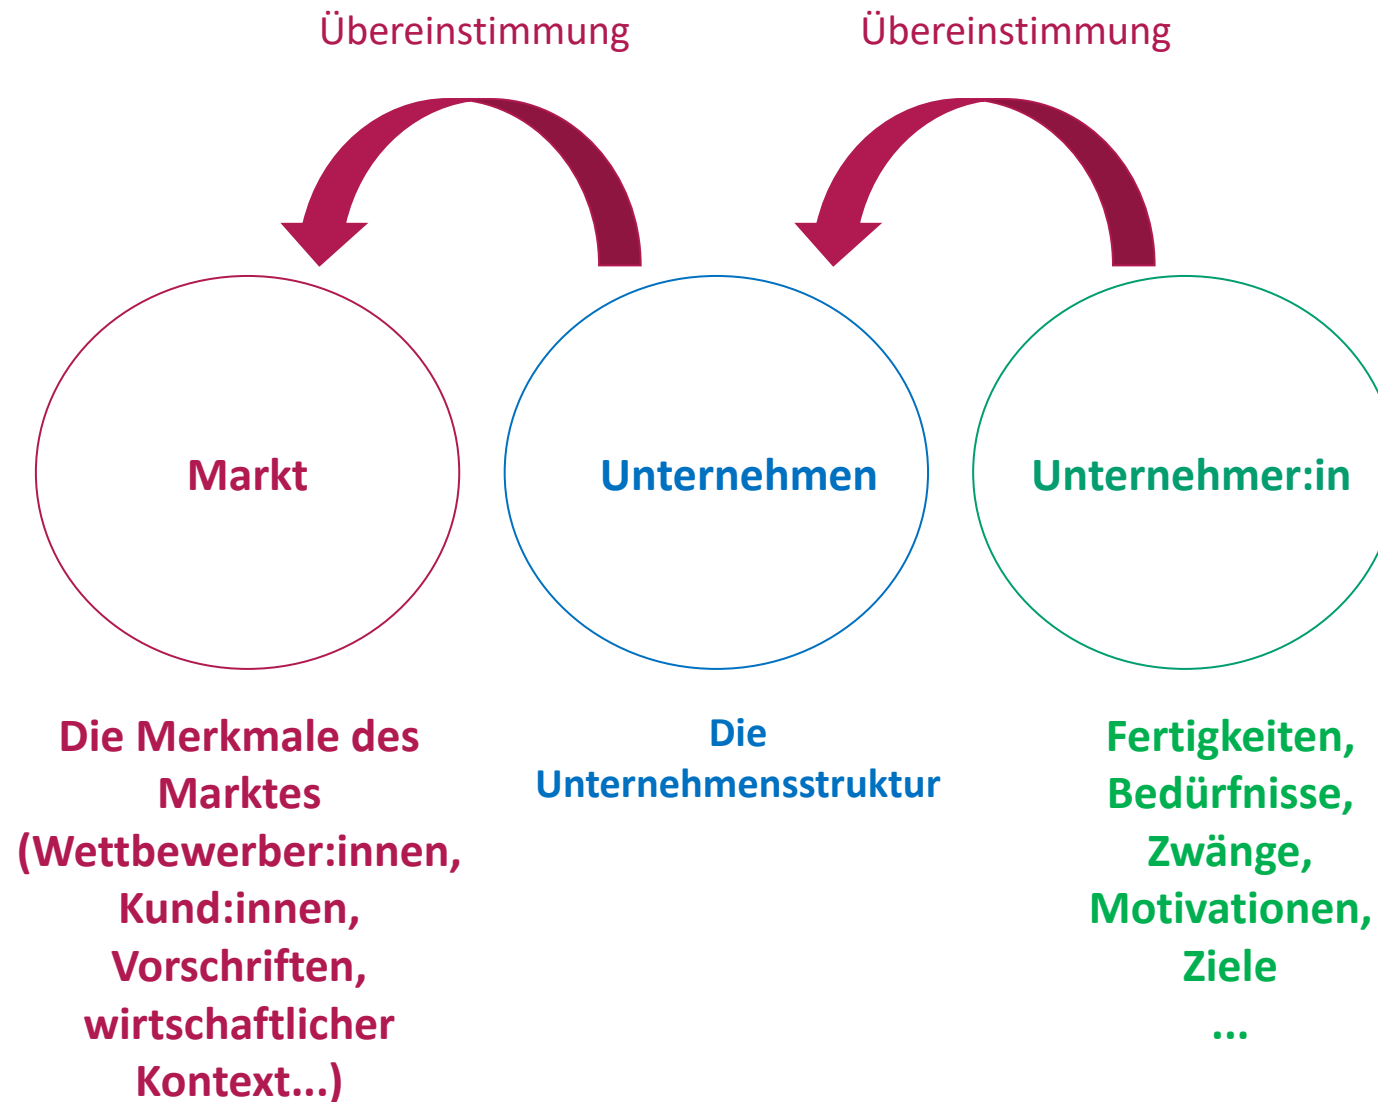 Übereinstimmung
Übereinstimmung
Markt
Unternehmen
Unternehmer:in
Die Merkmale des
Marktes
(Wettbewerber:innen,
Kund:innen,
Vorschriften,
wirtschaftlicher
Kontext...)
Die
Unternehmensstruktur
Fertigkeiten,
Bedürfnisse,
Zwänge,
Motivationen,
Ziele
...